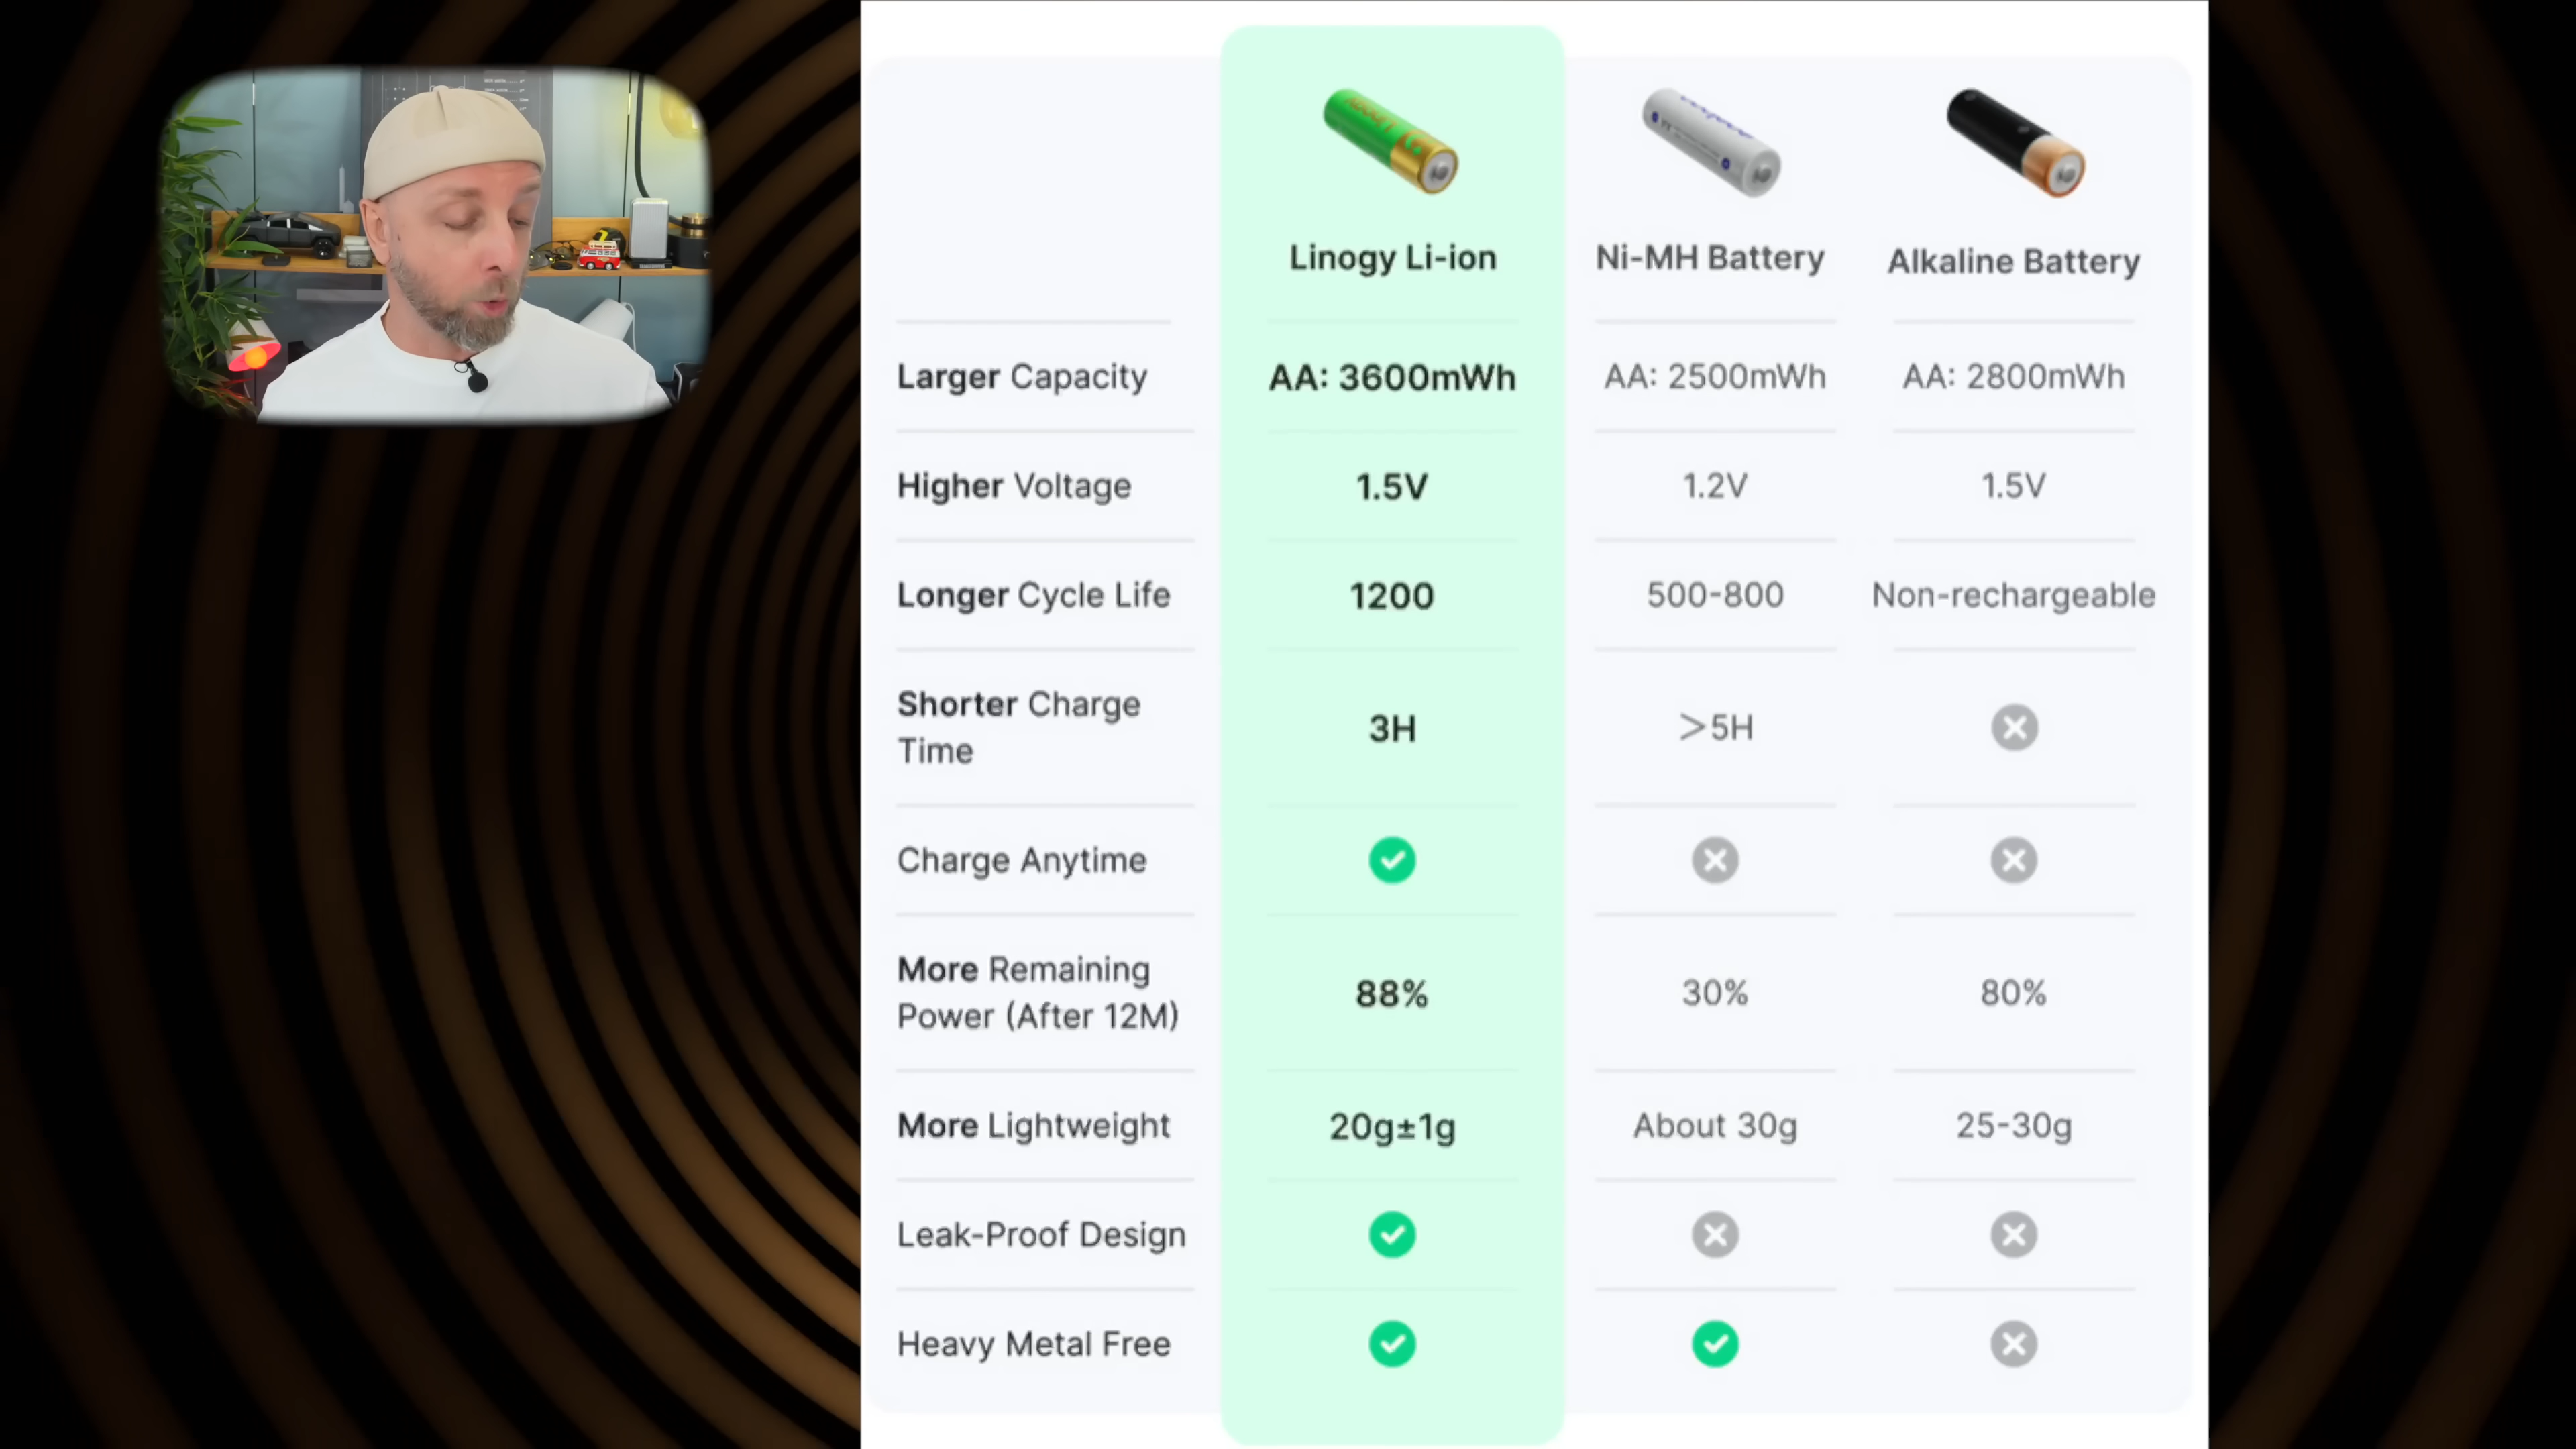 Linogy Li-ion Ni-MH Battery Alkaline Battery
Larger Capacity AA: 3600mWh AA: 2500mWh AA: 2800mWh
Higher Voltage 1.5V 1.2V 1.5V
Longer Cycle Life 1200 500-800 Non-rechargeable
Shorter Charge
Time 3H >5H
Charge Anytime
More Remaining
Power (After 12M) 88% 30% 80%
More Lightweight 20g±1g About 30g 25-30g
Leak-Proof Design
Heavy Metal Free